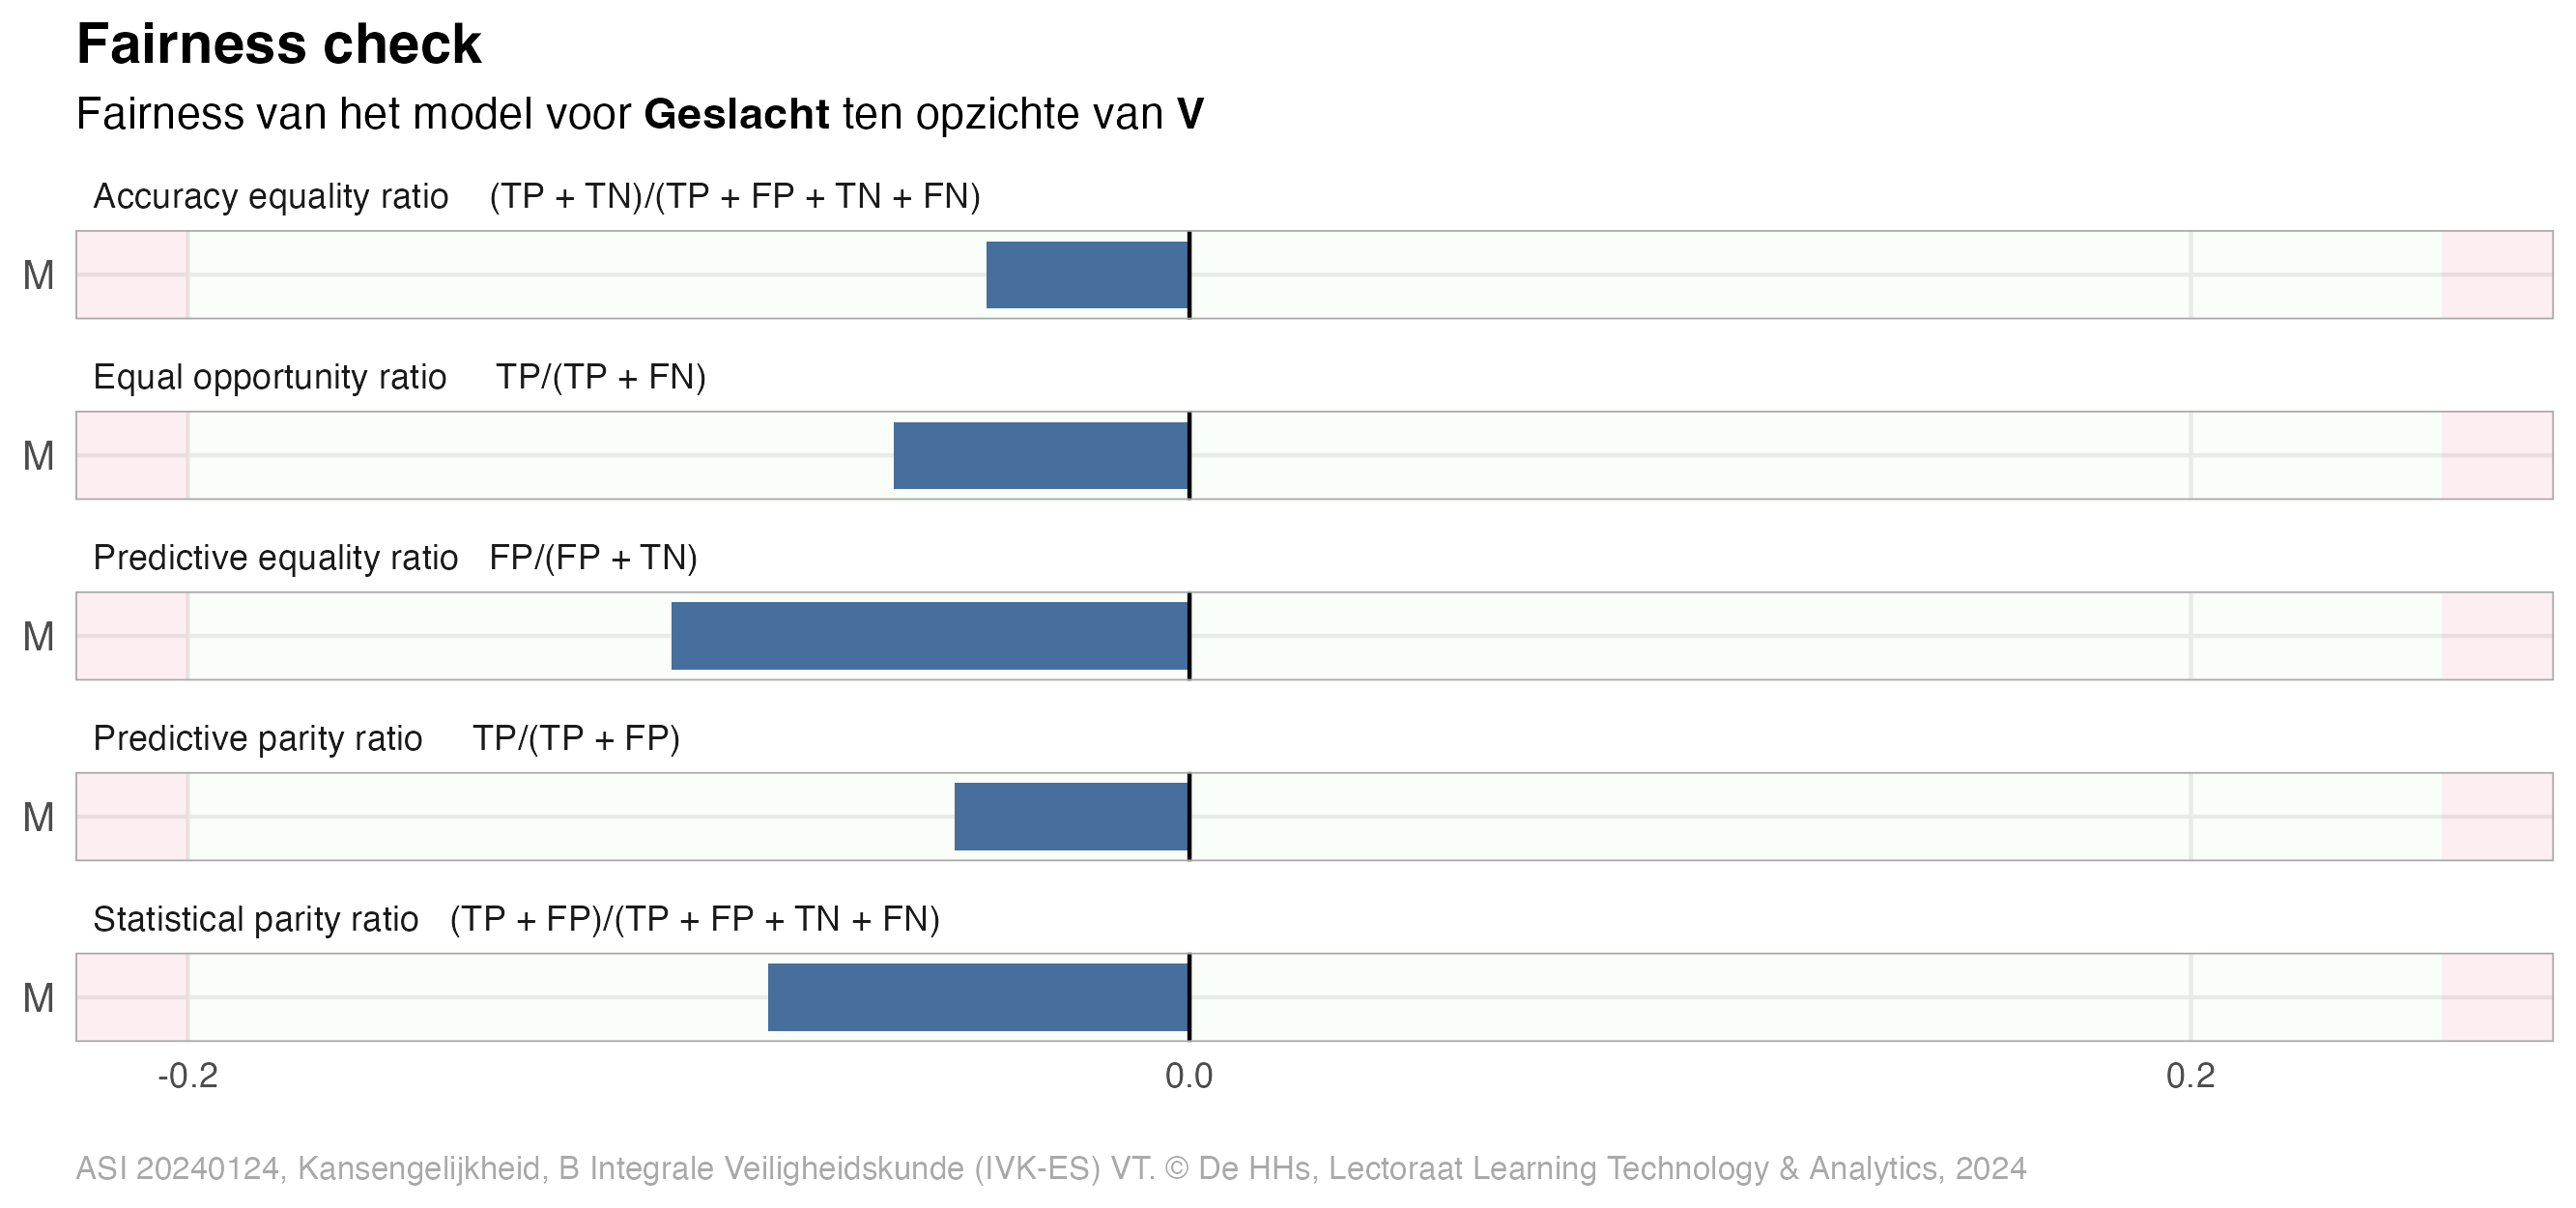 Fairness check
Fairness van het model voor Geslacht ten opzichte van V
Accuracy equality ratio (TP + TN)/(TP + FP + TN + FN)
M
Equal opportunity ratio TP/(TP + FN)
M
Predictive equality ratio FP/(FP + TN)
M
Predictive parity ratio TP/(TP + FP)
M
Statistical parity ratio (TP + FP)/(TP + FP + TN + FN)
M
-0.2 0.0 0.2
ASI 20240124, Kansengelijkheid, B Integrale Veiligheidskunde (IVK-ES) VT. © De HHs, Lectoraat Learning Technology & Analytics, 2024